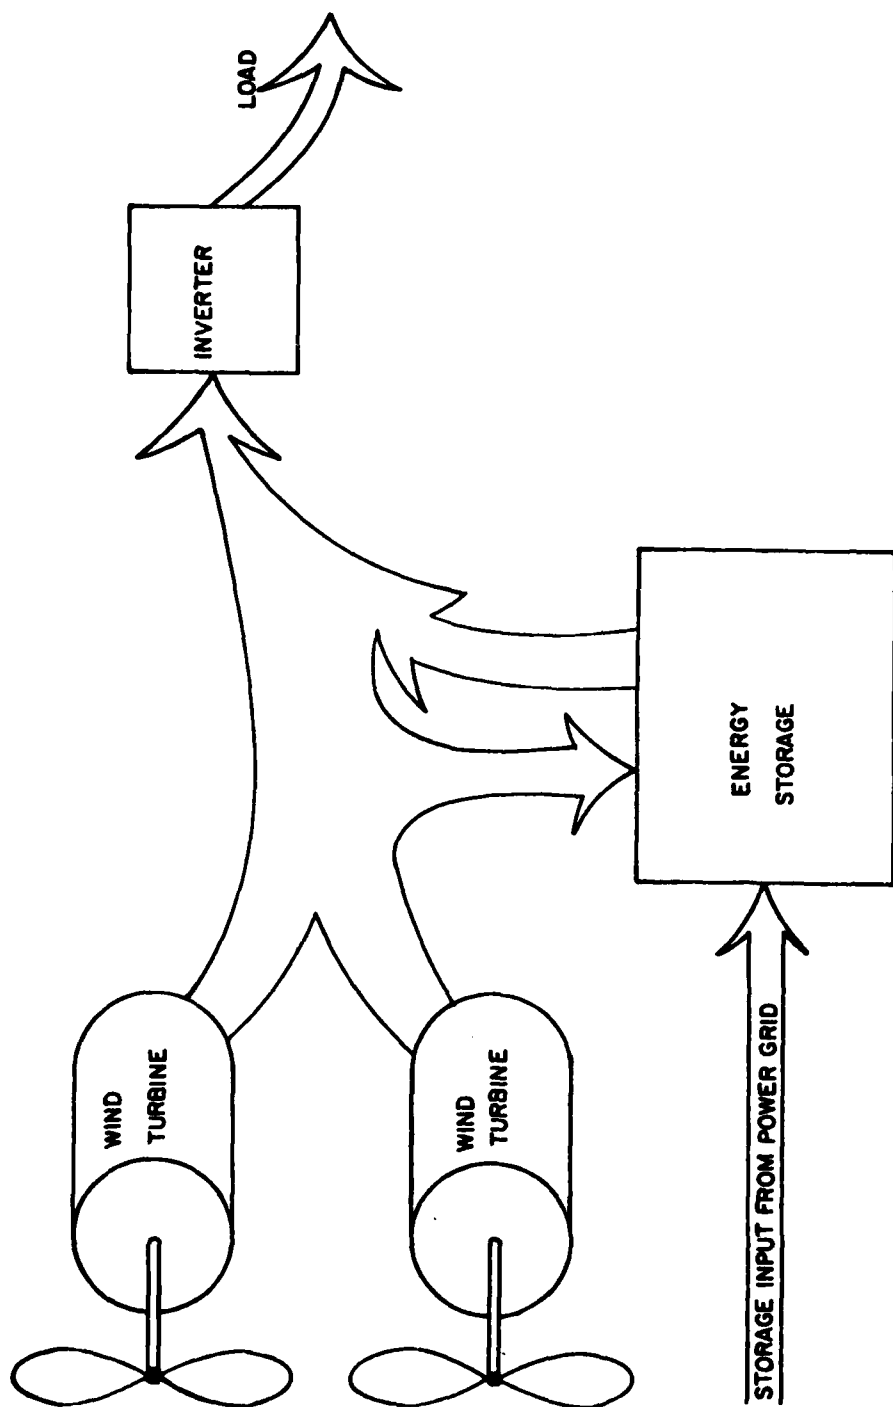 WIND
TURBINE
WIND
TURBINE
STORAGE INPUT FROM POWER GRID
ENERGY
STORAGE
INVERTER
LOAD